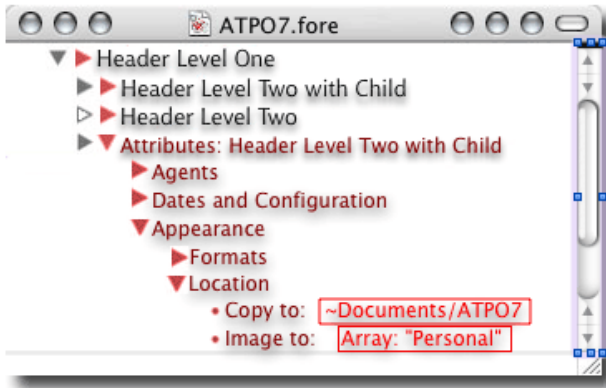 ATPO7.fore
Header Level One
Header Level Two with Child
Header Level Two
Attributes: Header Level Two with Child
Agents
Dates and Configuration
Appearance
Formats
Location
• Copy to: ~Documents/ATPO7
• Image to: Array: "Personal"